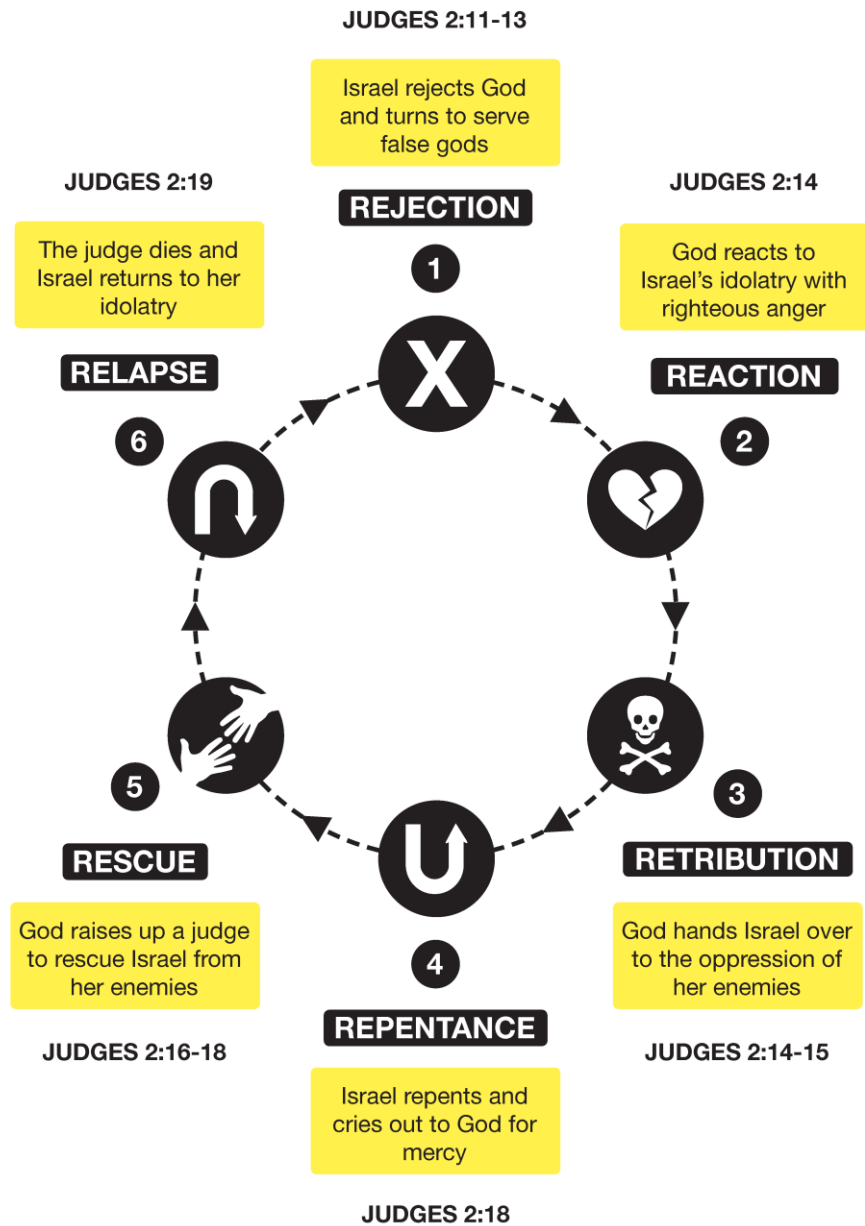 JUDGES 2:11-13
Israel rejects God
and turns to serve
false gods
REJECTION
1
X
JUDGES 2:14
God reacts to
Israel’s idolatry with
righteous anger
REACTION
2
3
RETRIBUTION
God hands Israel over
to the oppression of
her enemies
JUDGES 2:14-15
4
REPENTANCE
Israel repents and
cries out to God for
mercy
JUDGES 2:18
5
RESCUE
God raises up a judge
to rescue Israel from
her enemies
JUDGES 2:16-18
JUDGES 2:19
The judge dies and
Israel returns to her
idolatry
RELAPSE
6